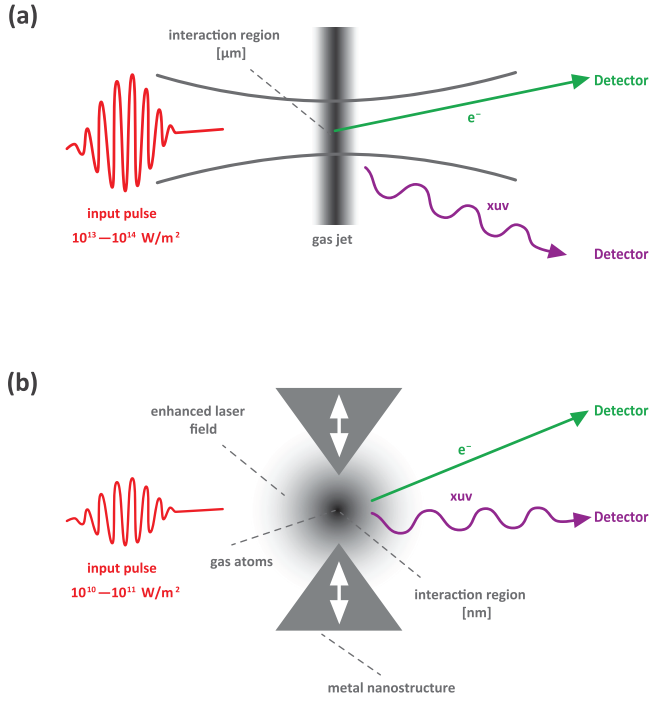 (a)
interaction region
[μm]
Detector
e⁻
input pulse
10¹³—10¹⁴ W/m²
xuv
gas jet
Detector
(b)
enhanced laser
field
Detector
e⁻
xuv
Detector
gas atoms
input pulse
10¹⁰—10¹¹ W/m²
interaction region
[nm]
metal nanostructure